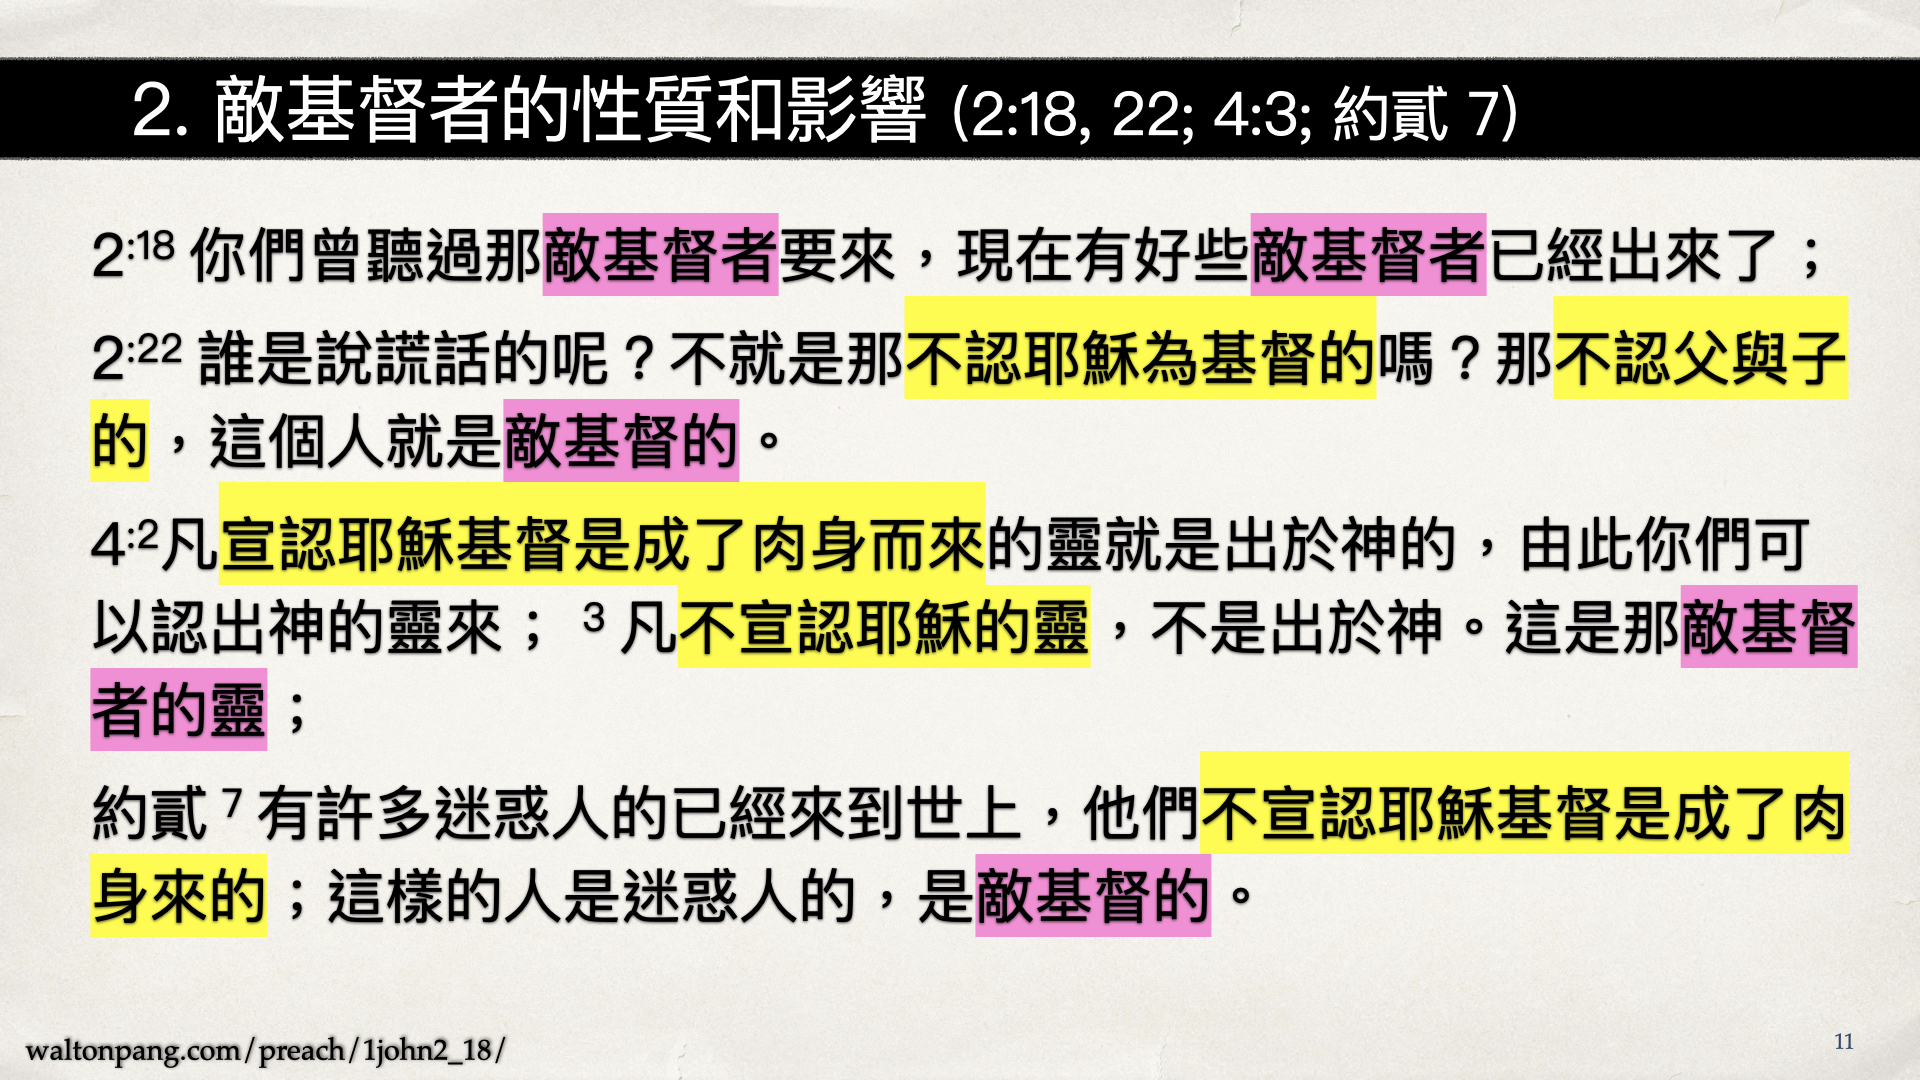 2. 敵基督者的性質和影響 (2:18, 22; 4:3; 約貳 7)
2:18 你們曾聽過那敵基督者要來，現在有好些敵基督者已經出來了；
2:22 誰是說謊話的呢？不就是那不認耶穌為基督的嗎？那不認父與子
的，這個人就是敵基督的。
4:2凡宣認耶穌基督是成了肉身而來的靈就是出於神的，由此你們可
以認出神的靈來； 3 凡不宣認耶穌的靈，不是出於神。這是那敵基督
者的靈；
約貳 7 有許多迷惑人的已經來到世上，他們不宣認耶穌基督是成了肉
身來的；這樣的人是迷惑人的，是敵基督的。
waltonpang.com/preach/1john2_18/
11